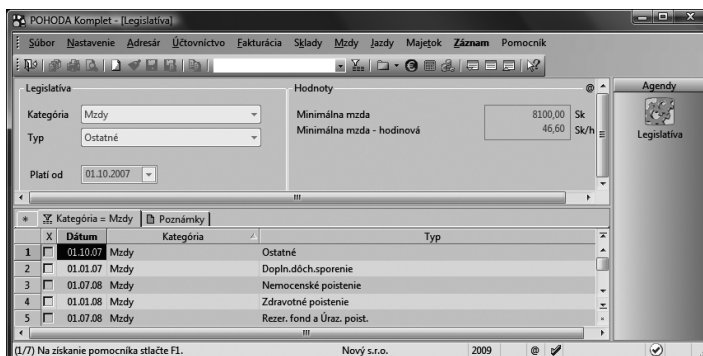 POHODA Komplet - [Legislatíva]
Súbor Nastavenie Adresár Účtovníctvo Fakturácia Sklady Mzdy Jazdy Majetok Záznam Pomocník
Legislatíva Hodnoty @ Agendy
Kategória Mzdy Minimálna mzda 8100,00 Sk
Typ Ostatné Minimálna mzda - hodinová 46,60 Sk/h Legislatíva
Platí od 01.10.2007
* Kategória = Mzdy Poznámky
X Dátum Kategória Typ
1 01.10.07 Mzdy Ostatné
2 01.01.07 Mzdy Dopln.dôch.sporenie
3 01.07.08 Mzdy Nemocenské poistenie
4 01.01.08 Mzdy Zdravotné poistenie
5 01.07.08 Mzdy Rezer. fond a Úraz. poist.
(1/7) Na získanie pomocníka stlačte F1. Nový s.r.o. 2009 @